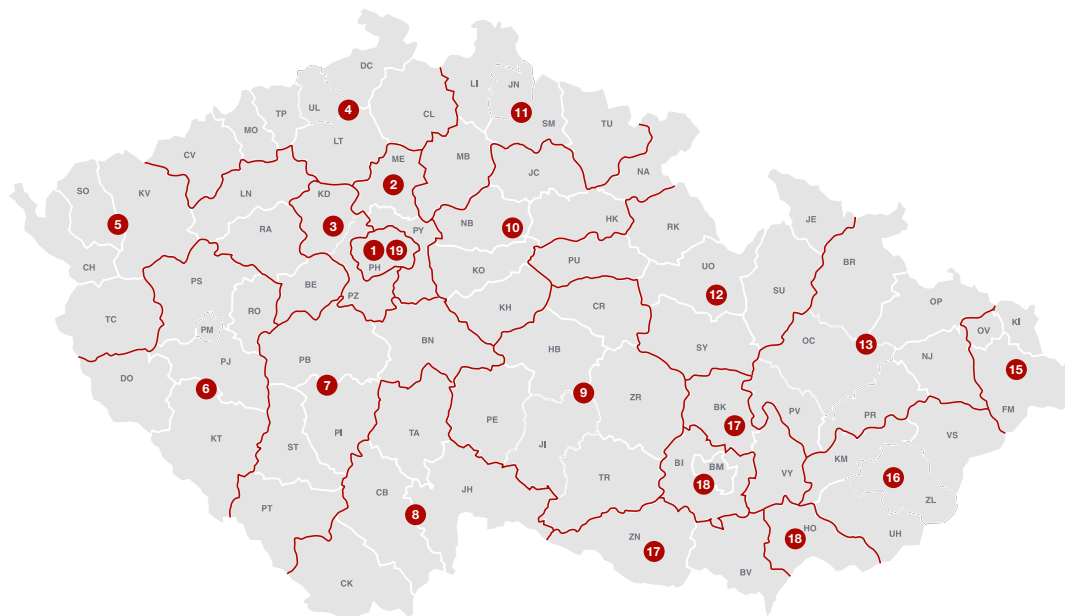 DC
LI
JN
UL
4
TP
11
CL
SM
TU
MO
LT
CV
MB
ME
JC
NA
SO
KV
LN
KD
2
5
3
RA
PY
NB
10
HK
RK
JE
1
19
PH
CH
PS
BE
PZ
KO
PU
UO
BR
12
SU
TC
RO
PM
KH
CR
OP
KI
OV
13
BN
SY
OC
NJ
DO
PJ
PB
HB
15
6
7
9
ZR
BK
PV
PR
FM
17
KT
ST
PI
TA
PE
JI
VS
BI
BM
KM
VY
16
TR
18
CB
JH
ZL
PT
8
ZN
17
HO
18
UH
BV
CK